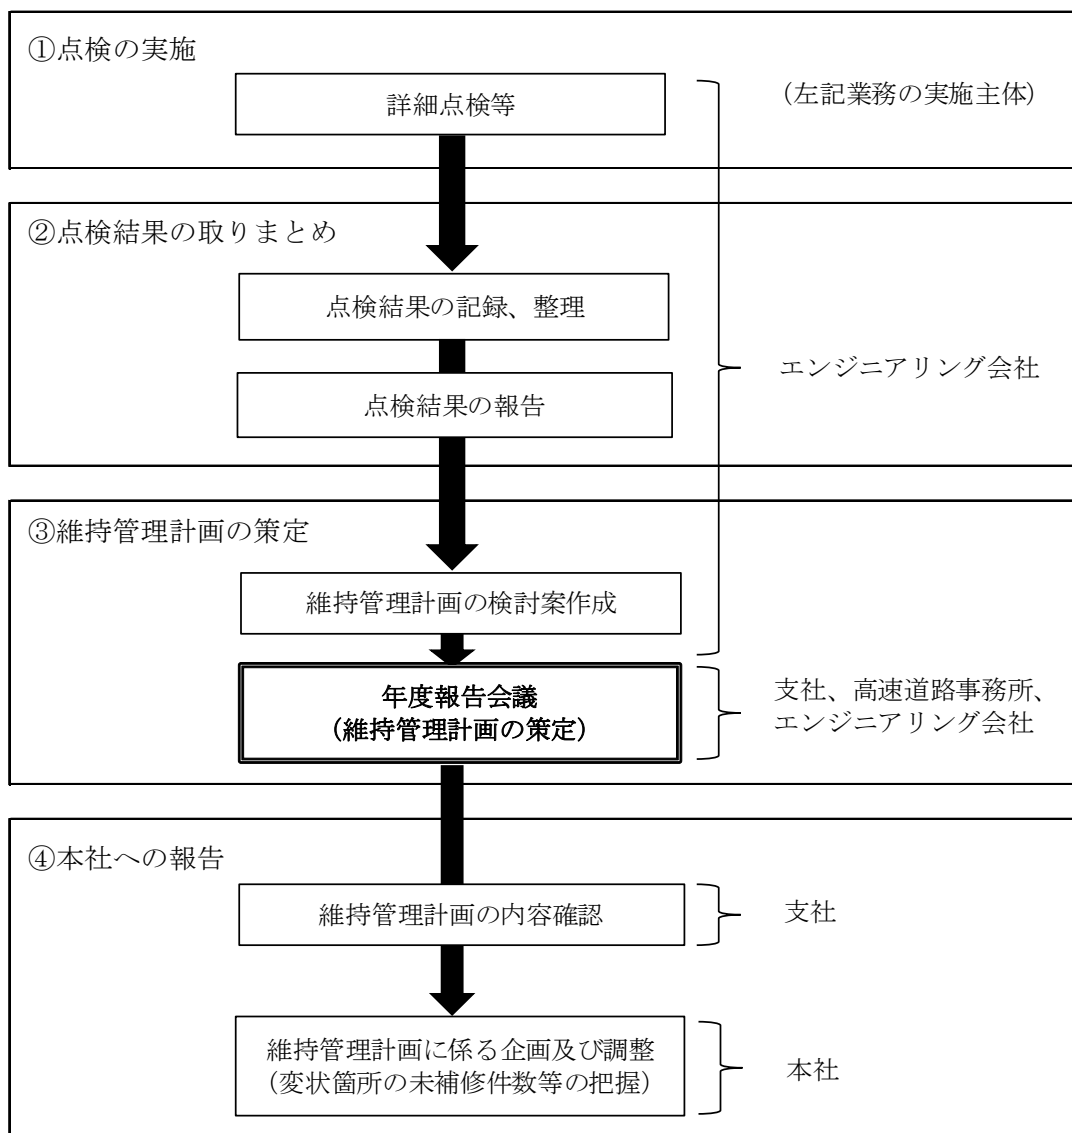 ①点検の実施
詳細点検等
(左記業務の実施主体)
②点検結果の取りまとめ
点検結果の記録、整理
点検結果の報告
エンジニアリング会社
③維持管理計画の策定
維持管理計画の検討案作成
年度報告会議
(維持管理計画の策定)
支社、高速道路事務所、
エンジニアリング会社
④本社への報告
維持管理計画の内容確認
支社
維持管理計画に係る企画及び調整
(変状箇所の未補修件数等の把握)
本社